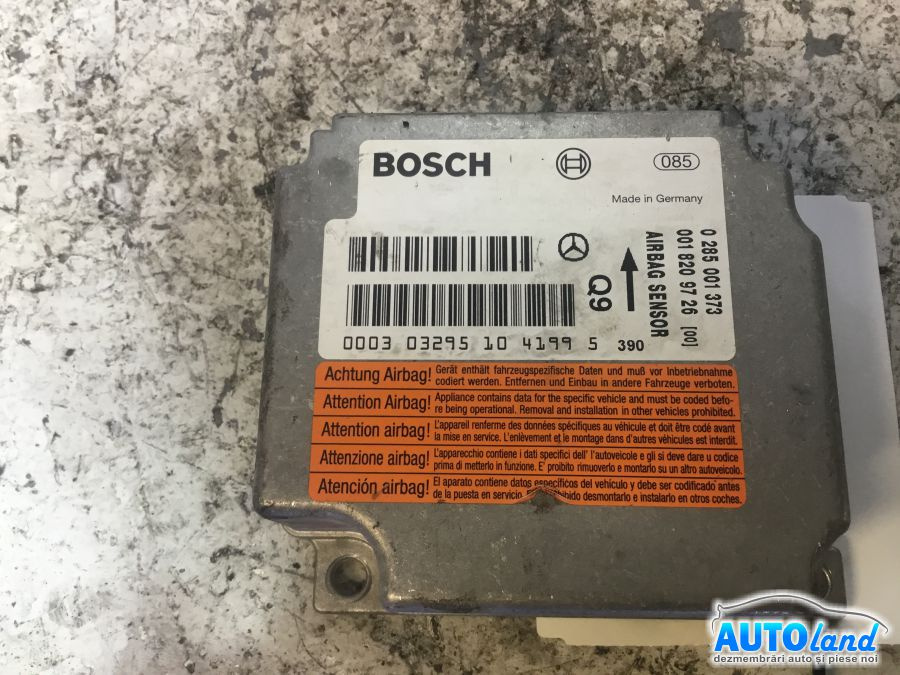 BOSCH
085
Made in Germany
0 285 001 373
001 820 97 26 [00]
AIRBAG SENSOR
Q9
0003 03295 10 4199 5 390
Achtung Airbag! Gerät enthält fahrzeugspezifische Daten und muß vor Inbetriebnahme
codiert werden. Entfernen und Einbau in andere Fahrzeuge verboten.
Attention Airbag! Appliance contains data for the specific vehicle and must be coded befo-
re being operational. Removal and installation in other vehicles prohibited.
Attention airbag! L'appareil renferme des données spécifiques au véhicule et doit être codé avant
la mise en service. L'enlèvement et le montage dans d'autres véhicules est interdit.
Attenzione airbag! L'apparecchio contiene i dati specifici dell' l'autoveicolo e gli si deve dare u codice
prima di metterlo in funzione. E' proibito rimuoverlo e montarlo su un altro autoveicolo.
Atención airbag! El aparato contiene datos específicos del vehículo y debe ser codificado antes
de la puesta en servicio. desmontarlo e instalarlo en otros coches.
AUTOland
dezmembrări auto și piese noi